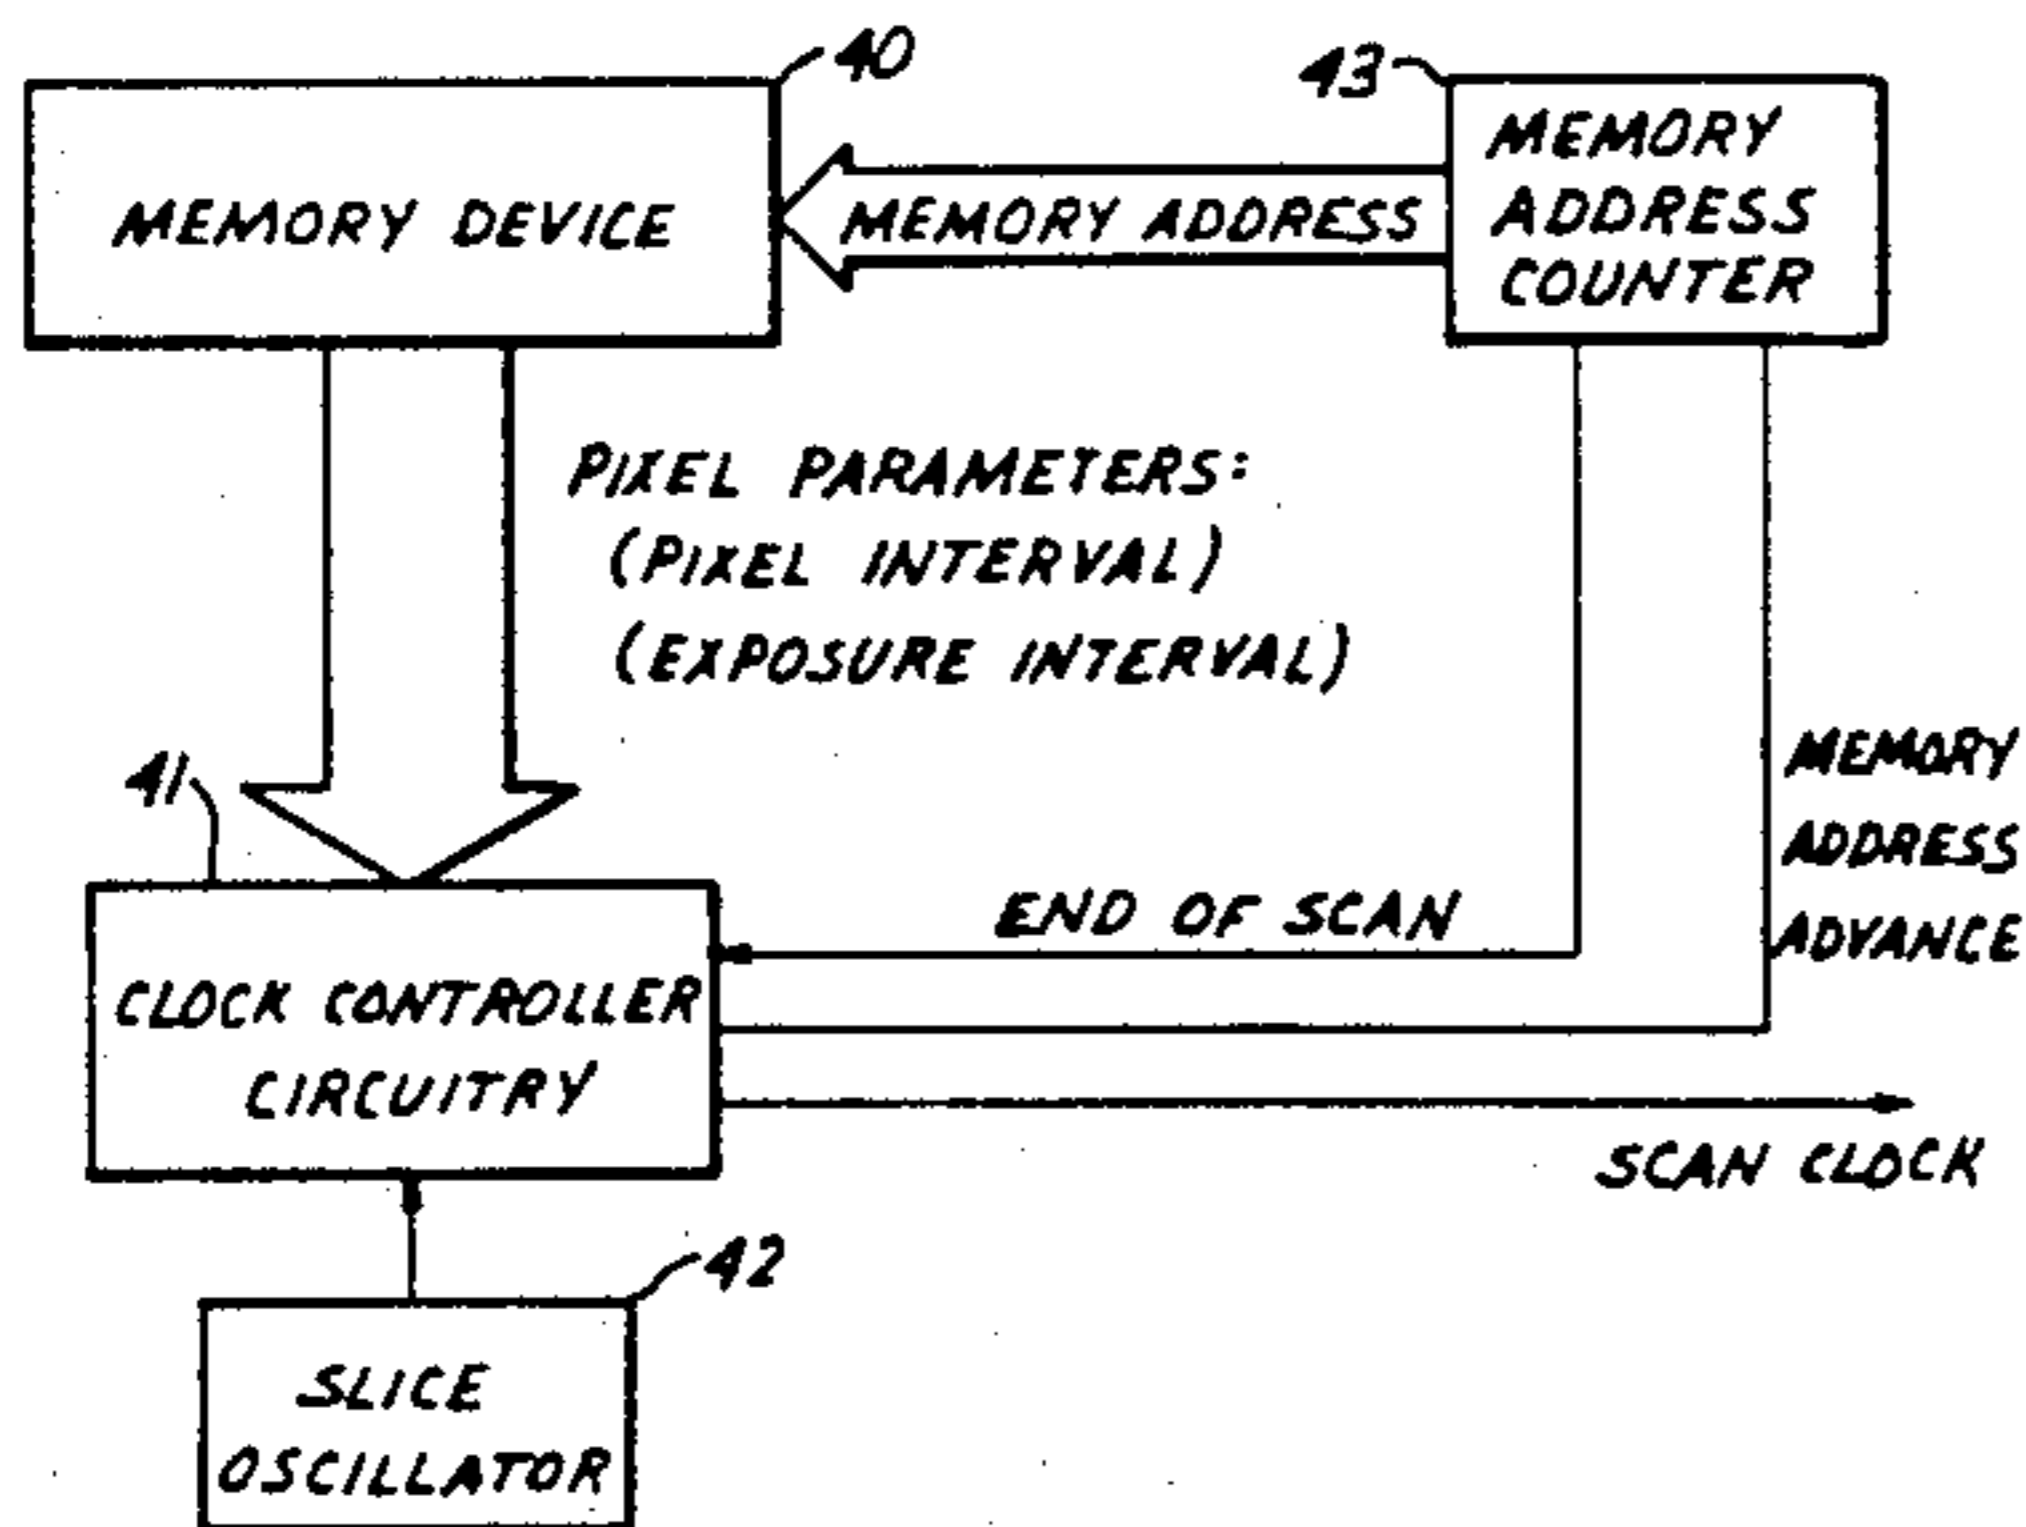 40
43
MEMORY DEVICE
MEMORY ADDRESS
MEMORY
ADDRESS
COUNTER
PIXEL PARAMETERS:
(PIXEL INTERVAL)
(EXPOSURE INTERVAL)
MEMORY
ADDRESS
ADVANCE
41
END OF SCAN
CLOCK CONTROLLER
CIRCUITRY
SCAN CLOCK
42
SLICE
OSCILLATOR